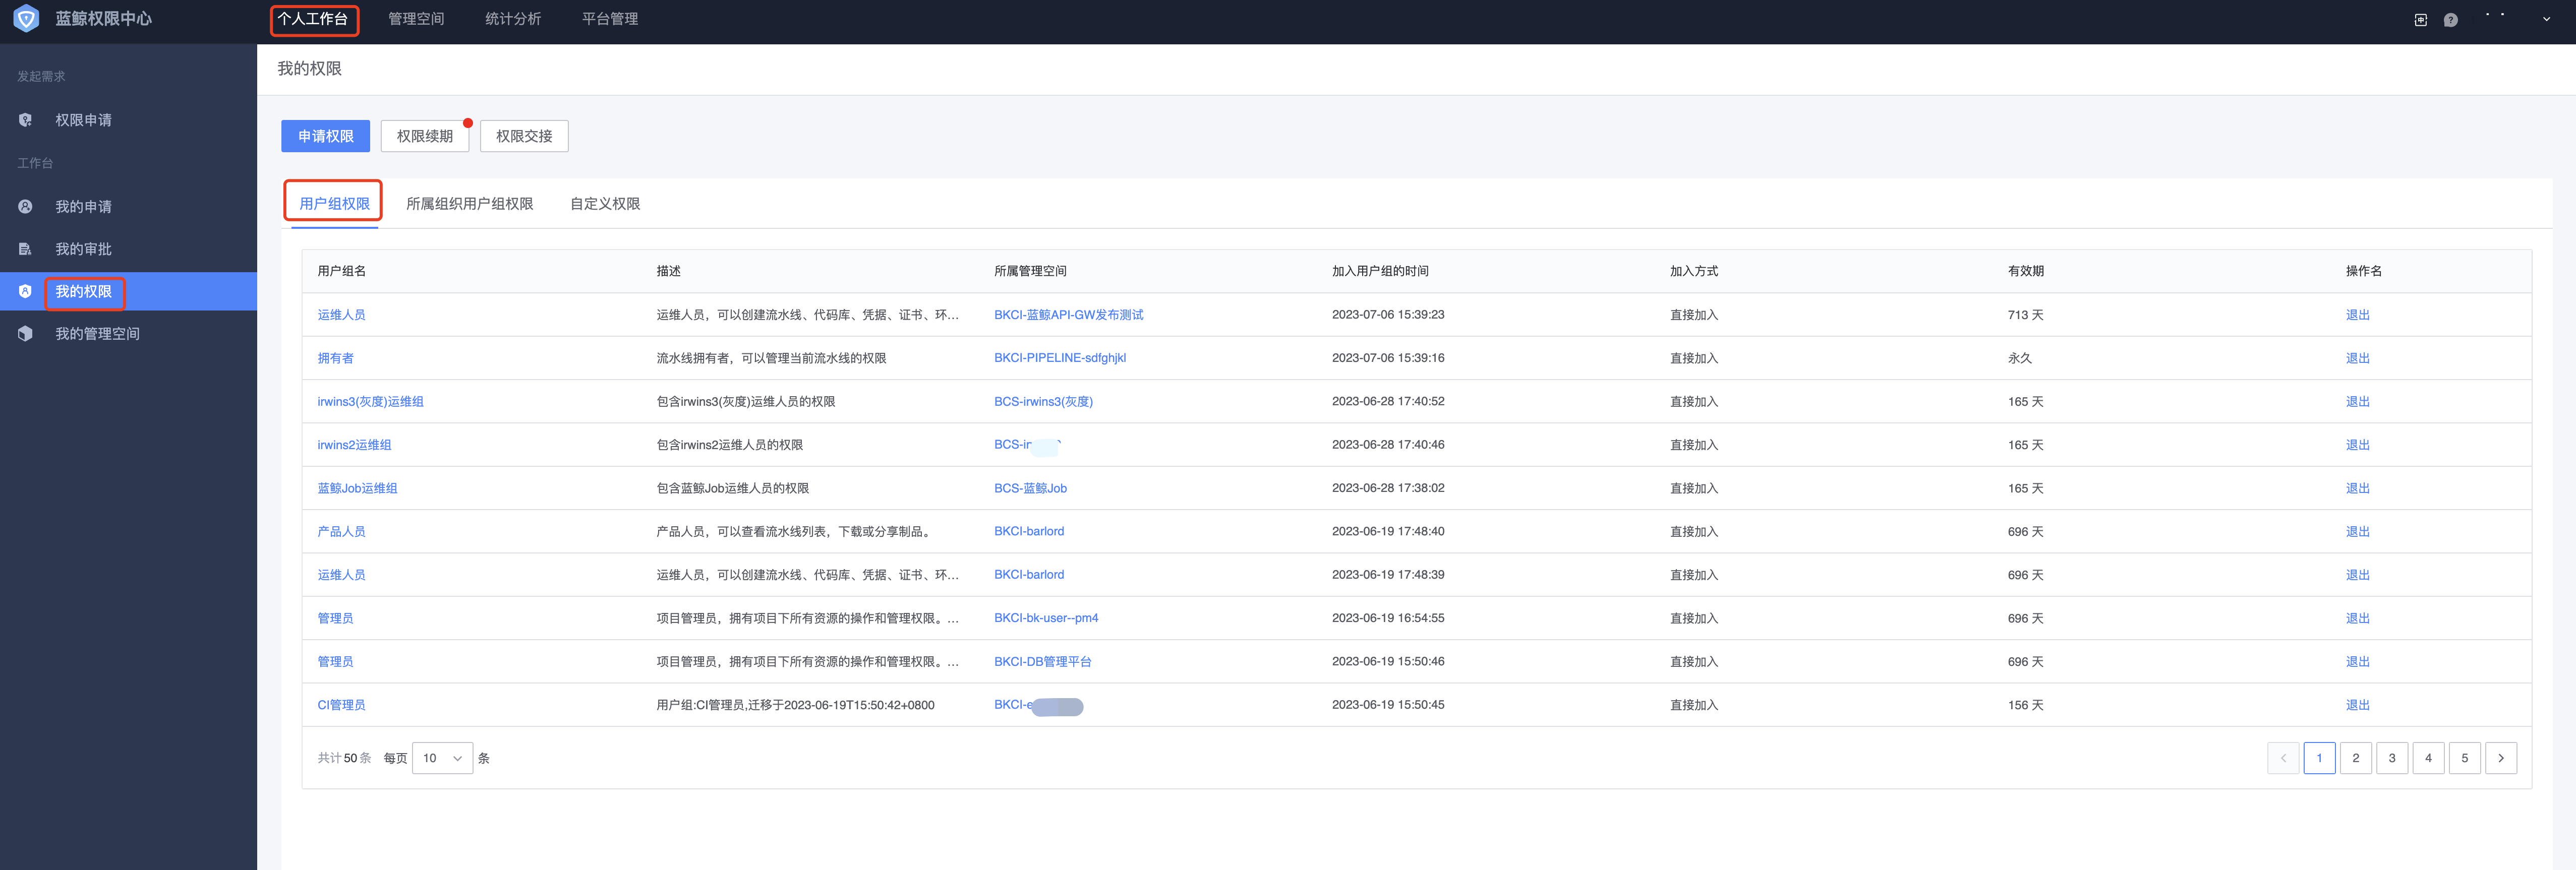 蓝鲸权限中心 个人工作台 管理空间 统计分析 平台管理
发起需求
权限申请
工作台
我的申请
我的审批
我的权限
我的管理空间
我的权限
申请权限 权限续期 权限交接
用户组权限 所属组织用户组权限 自定义权限
用户组名 描述 所属管理空间 加入用户组的时间 加入方式 有效期 操作名
运维人员 运维人员，可以创建流水线、代码库、凭据、证书、环... BKCI-蓝鲸API-GW发布测试 2023-07-06 15:39:23 直接加入 713 天 退出
拥有者 流水线拥有者，可以管理当前流水线的权限 BKCI-PIPELINE-sdfghjkl 2023-07-06 15:39:16 直接加入 永久 退出
irwins3(灰度)运维组 包含irwins3(灰度)运维人员的权限 BCS-irwins3(灰度) 2023-06-28 17:40:52 直接加入 165 天 退出
irwins2运维组 包含irwins2运维人员的权限 2023-06-28 17:40:46 直接加入 165 天 退出
蓝鲸Job运维组 包含蓝鲸Job运维人员的权限 BCS-蓝鲸Job 2023-06-28 17:38:02 直接加入 165 天 退出
产品人员 产品人员，可以查看流水线列表，下载或分享制品。 BKCI-barlord 2023-06-19 17:48:40 直接加入 696 天 退出
运维人员 运维人员，可以创建流水线、代码库、凭据、证书、环... BKCI-barlord 2023-06-19 17:48:39 直接加入 696 天 退出
管理员 项目管理员，拥有项目下所有资源的操作和管理权限。... BKCI-bk-user--pm4 2023-06-19 16:54:55 直接加入 696 天 退出
管理员 项目管理员，拥有项目下所有资源的操作和管理权限。... BKCI-DB管理平台 2023-06-19 15:50:46 直接加入 696 天 退出
CI管理员 用户组:CI管理员,迁移于2023-06-19T15:50:42+0800 2023-06-19 15:50:45 直接加入 156 天 退出
共计 50 条 每页 10 条 1 2 3 4 5